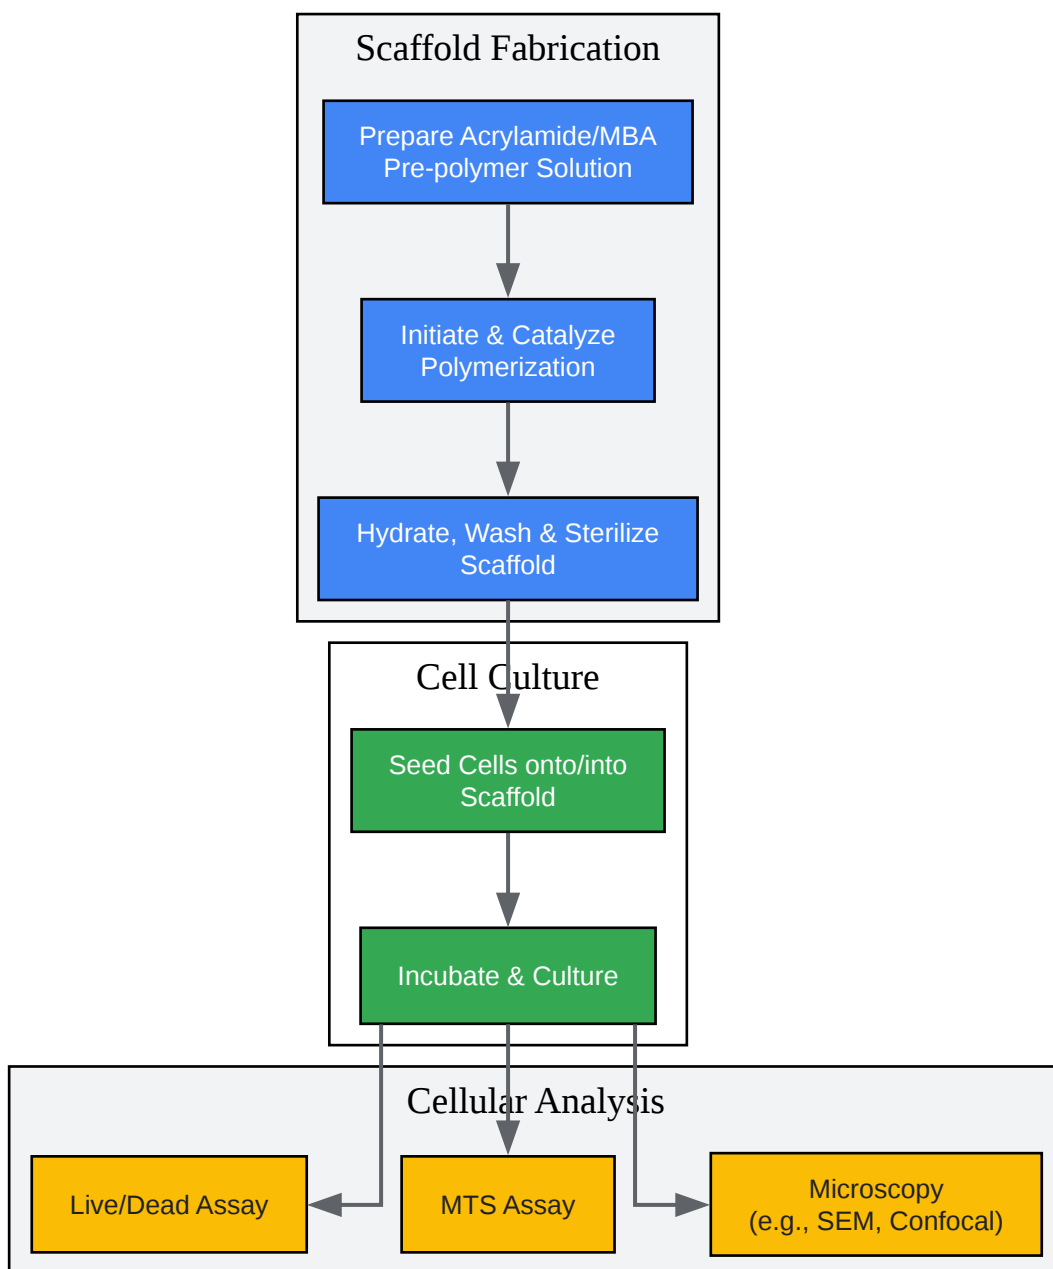 Scaffold Fabrication
Prepare Acrylamide/MBA
Pre-polymer Solution
Initiate & Catalyze
Polymerization
Hydrate, Wash & Sterilize
Scaffold
Cell Culture
Seed Cells onto/into
Scaffold
Incubate & Culture
Cellular Analysis
Live/Dead Assay
MTS Assay
Microscopy
(e.g., SEM, Confocal)